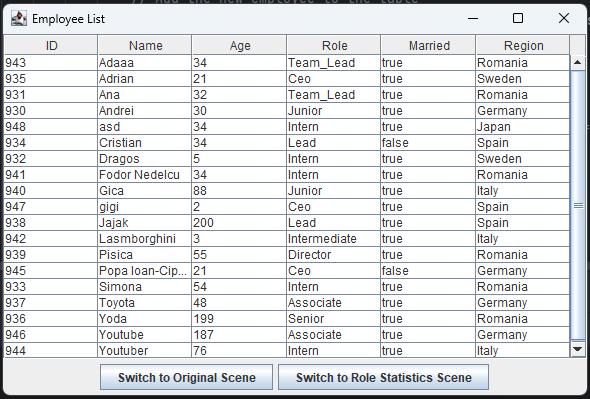 // Add the new employee to the table
Employee List
ID Name Age Role Married Region
943 Adaaa 34 Team_Lead true Romania
935 Adrian 21 Ceo true Sweden
931 Ana 32 Team_Lead true Romania
930 Andrei 30 Junior true Germany
948 asd 34 Intern true Japan
934 Cristian 34 Lead false Spain
932 Dragos 5 Intern true Sweden
941 Fodor Nedelcu 34 Intern true Romania
940 Gica 88 Junior true Italy
947 gigi 2 Ceo true Spain
938 Jajak 200 Lead true Spain
942 Lasmborghini 3 Intermediate true Italy
939 Pisica 55 Director true Romania
945 Popa Ioan-Cip... 21 Ceo false Germany
933 Simona 54 Intern true Romania
937 Toyota 48 Associate true Germany
936 Yoda 199 Senior true Romania
946 Youtube 187 Associate true Germany
944 Youtuber 76 Intern true Italy
Switch to Original Scene Switch to Role Statistics Scene